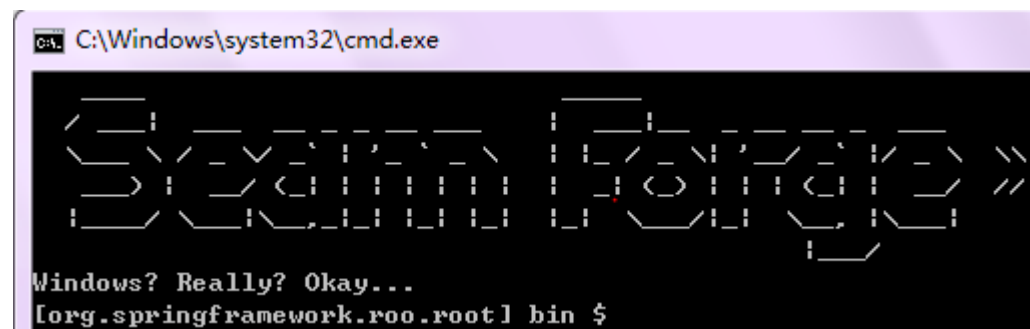 C:\Windows\system32\cmd.exe
Seam Forge »
Windows? Really? Okay...
[org.springframework.roo.root] bin $